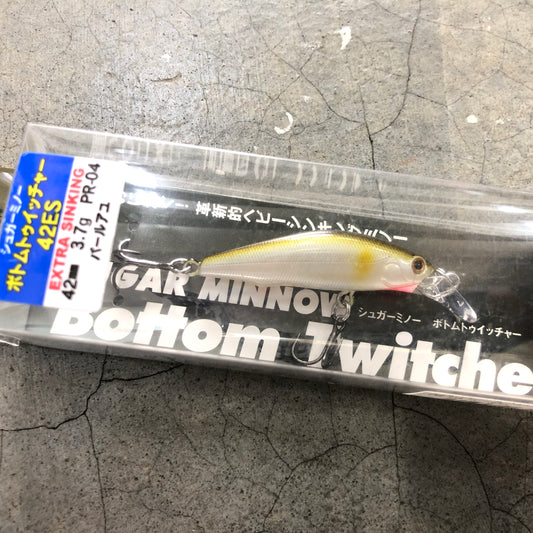 シュガーミノー
ボトムトゥイッチャー
42ES
EXTRA SINKING
42㎜ 3.7g PR-04
パールアユ
革新的ヘビーシンキングミノー
GAR MINNOW
Bottom Twitche
シュガーミノー ボトムトゥイッチャー